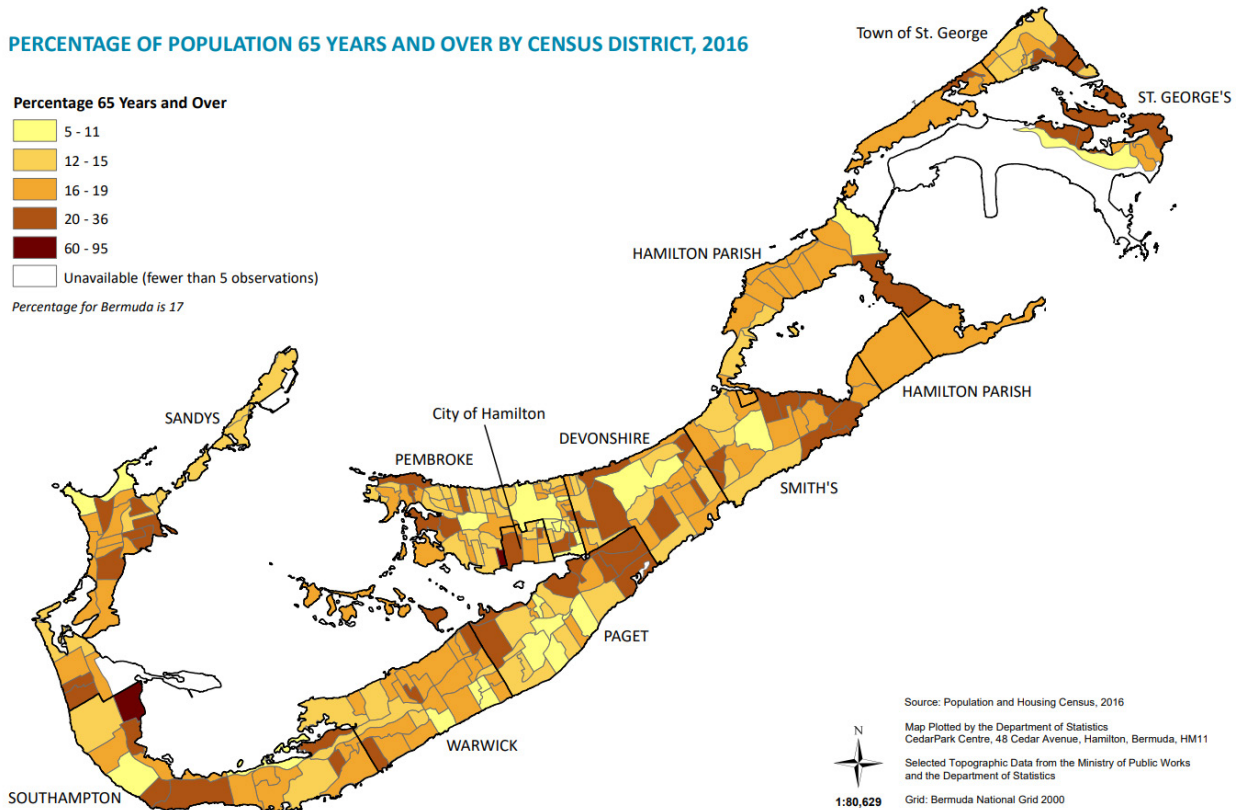 PERCENTAGE OF POPULATION 65 YEARS AND OVER BY CENSUS DISTRICT, 2016
Percentage 65 Years and Over
5 - 11
12 - 15
16 - 19
20 - 36
60 - 95
Unavailable (fewer than 5 observations)
Percentage for Bermuda is 17
Town of St. George
ST. GEORGE'S
HAMILTON PARISH
HAMILTON PARISH
SANDYS
City of Hamilton
DEVONSHIRE
PEMBROKE
SMITH'S
PAGET
WARWICK
SOUTHAMPTON
N
1:80,629
Source: Population and Housing Census, 2016
Map Plotted by the Department of Statistics
CedarPark Centre, 48 Cedar Avenue, Hamilton, Bermuda, HM11
Selected Topographic Data from the Ministry of Public Works
and the Department of Statistics
Grid: Bermuda National Grid 2000